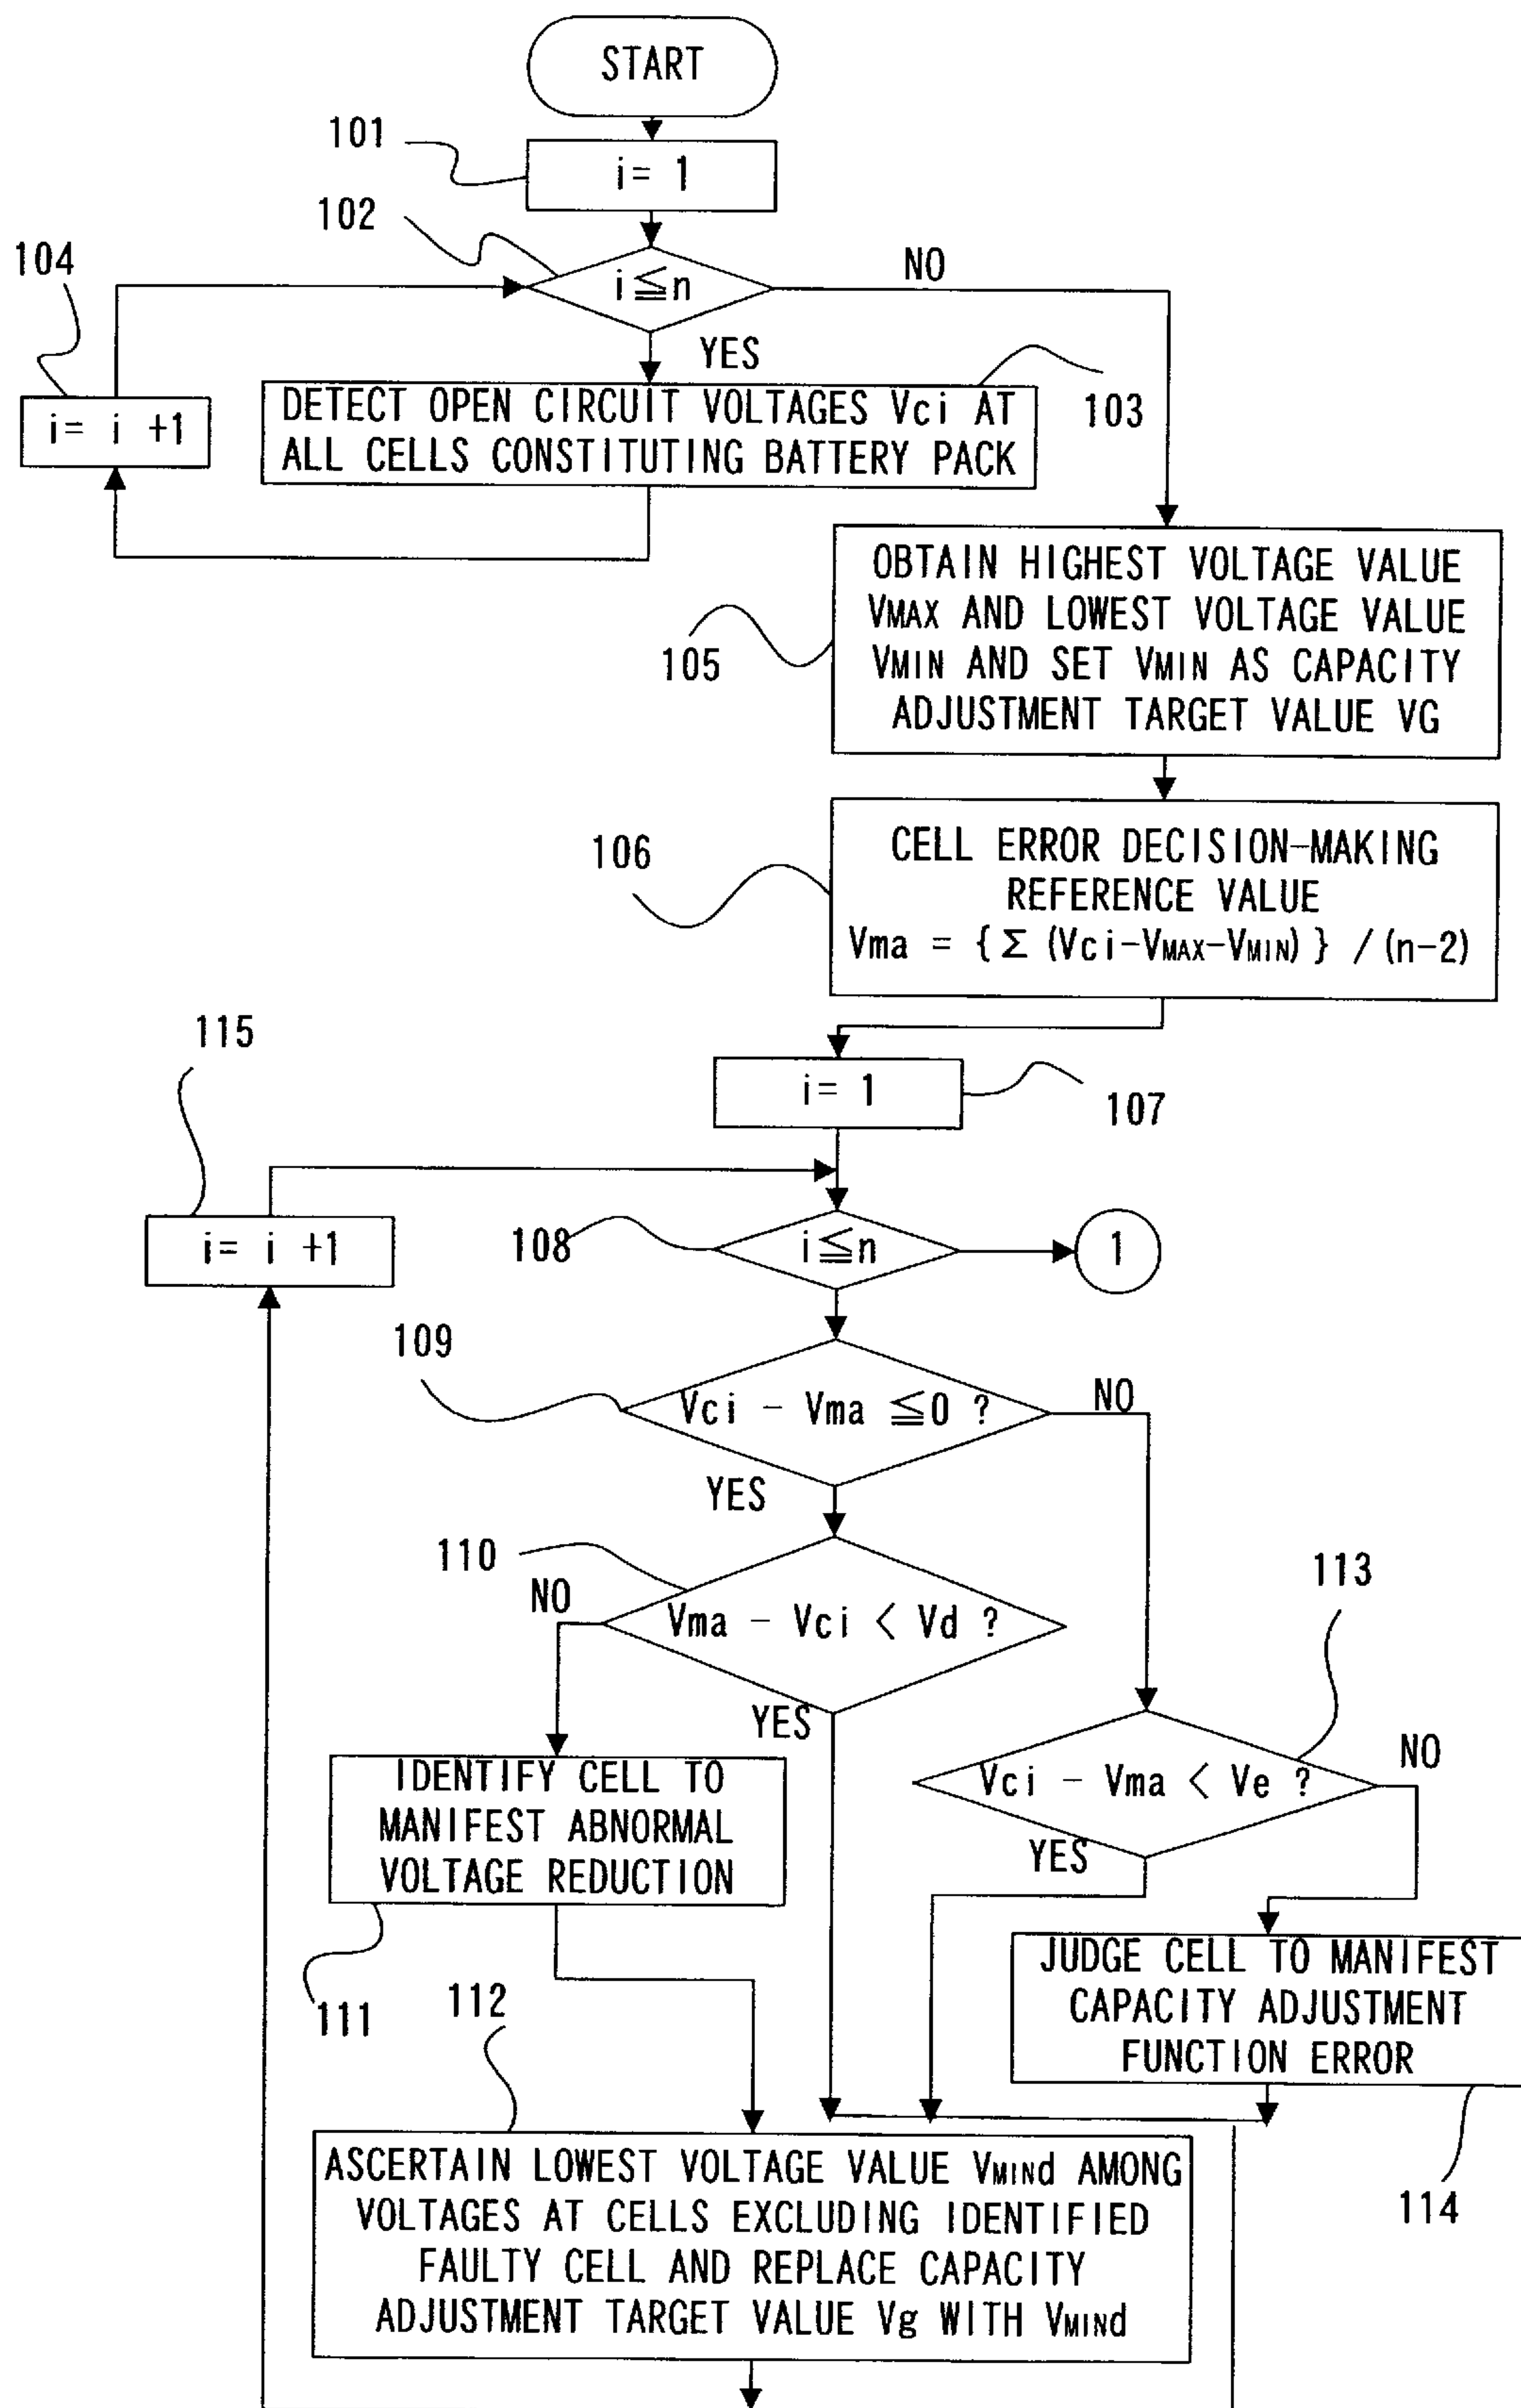 START
101
i= 1
102
i≦n
NO
104
YES
i= i +1
DETECT OPEN CIRCUIT VOLTAGES Vci AT
ALL CELLS CONSTITUTING BATTERY PACK
103
OBTAIN HIGHEST VOLTAGE VALUE
VMAX AND LOWEST VOLTAGE VALUE
VMIN AND SET VMIN AS CAPACITY
ADJUSTMENT TARGET VALUE VG
105
CELL ERROR DECISION-MAKING
REFERENCE VALUE
Vma = {Σ (Vci-VMAX-VMIN)} / (n-2)
106
115
i= 1
107
i= i +1
108
i≦n
1
109
Vci - Vma ≦0 ?
NO
YES
110
Vma - Vci < Vd ?
NO
YES
113
Vci - Vma < Ve ?
NO
YES
IDENTIFY CELL TO
MANIFEST ABNORMAL
VOLTAGE REDUCTION
111
112
JUDGE CELL TO MANIFEST
CAPACITY ADJUSTMENT
FUNCTION ERROR
114
ASCERTAIN LOWEST VOLTAGE VALUE VMINd AMONG
VOLTAGES AT CELLS EXCLUDING IDENTIFIED
FAULTY CELL AND REPLACE CAPACITY
ADJUSTMENT TARGET VALUE Vg WITH VMINd